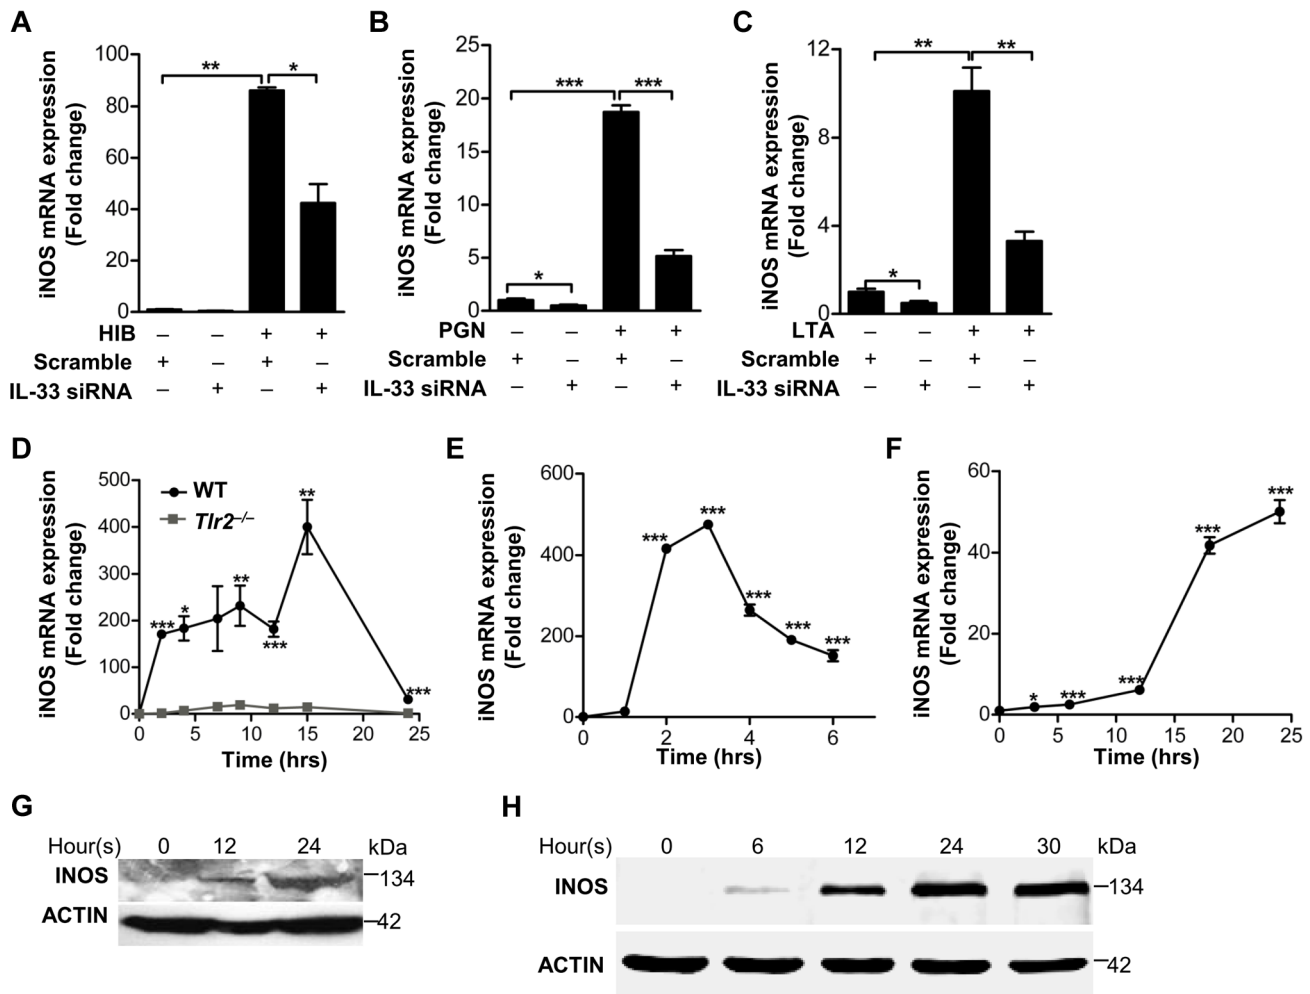 A
iNOS mRNA expression
(Fold change)
100
80
60
40
20
0
**
*
HIB – – + +
Scramble + – + –
IL-33 siRNA – + – +
B
iNOS mRNA expression
(Fold change)
25
20
15
10
5
0
*
***
***
PGN – – + +
Scramble + – + –
IL-33 siRNA – + – +
C
iNOS mRNA expression
(Fold change)
12
8
4
0
*
**
**
LTA – – + +
Scramble + – + –
IL-33 siRNA – + – +
D
iNOS mRNA expression
(Fold change)
500
400
300
200
100
0
WT
Tlr2–/–
***
*
**
***
**
***
0 5 10 15 20 25
Time (hrs)
E
iNOS mRNA expression
(Fold change)
600
400
200
0
***
***
***
***
***
0 2 4 6
Time (hrs)
F
iNOS mRNA expression
(Fold change)
60
40
20
0
*
***
***
***
***
0 5 10 15 20 25
Time (hrs)
G
Hour(s) 0 12 24 kDa
INOS 134
ACTIN 42
H
Hour(s) 0 6 12 24 30 kDa
INOS 134
ACTIN 42